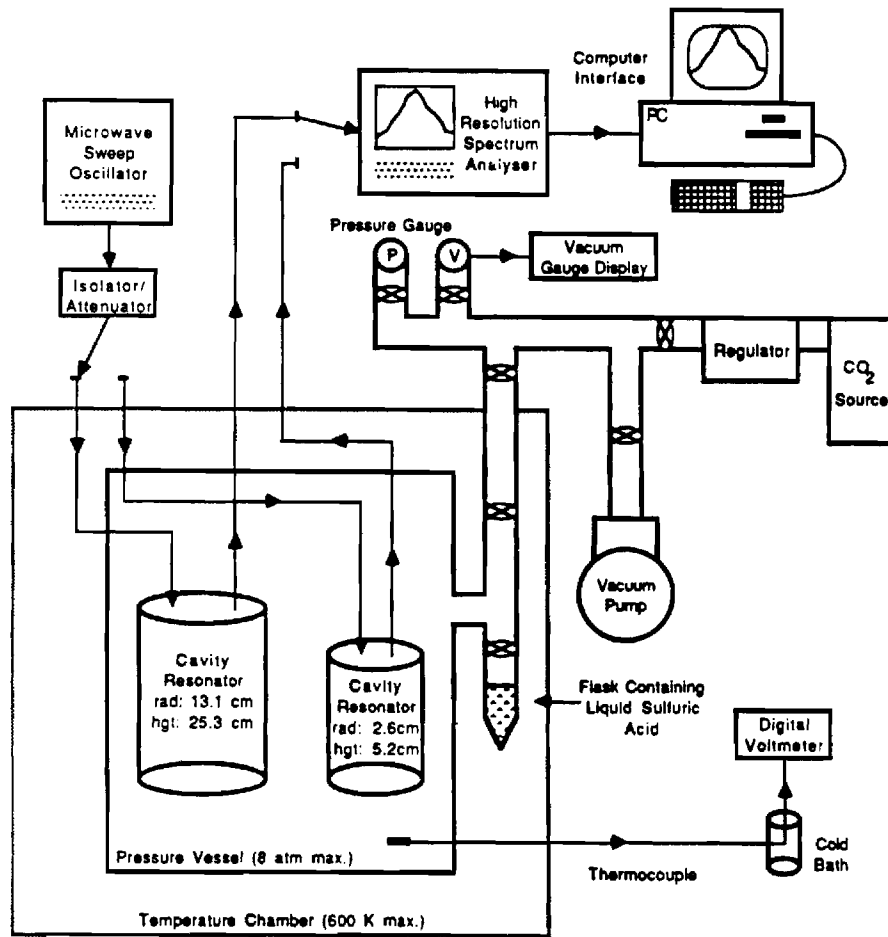 Computer
Interface
PC
Microwave
Sweep
Oscillator
High
Resolution
Spectrum
Analyser
Pressure Gauge
P
V
Vacuum
Gauge Display
Isolator/
Attenuator
Regulator
CO2
Source
Vacuum
Pump
Cavity
Resonator
rad: 13.1 cm
hgt: 25.3 cm
Cavity
Resonator
rad: 2.6cm
hgt: 5.2cm
Flask Containing
Liquid Sulfuric
Acid
Digital
Voltmeter
Cold
Bath
Thermocouple
Pressure Vessel (8 atm max.)
Temperature Chamber (600 K max.)